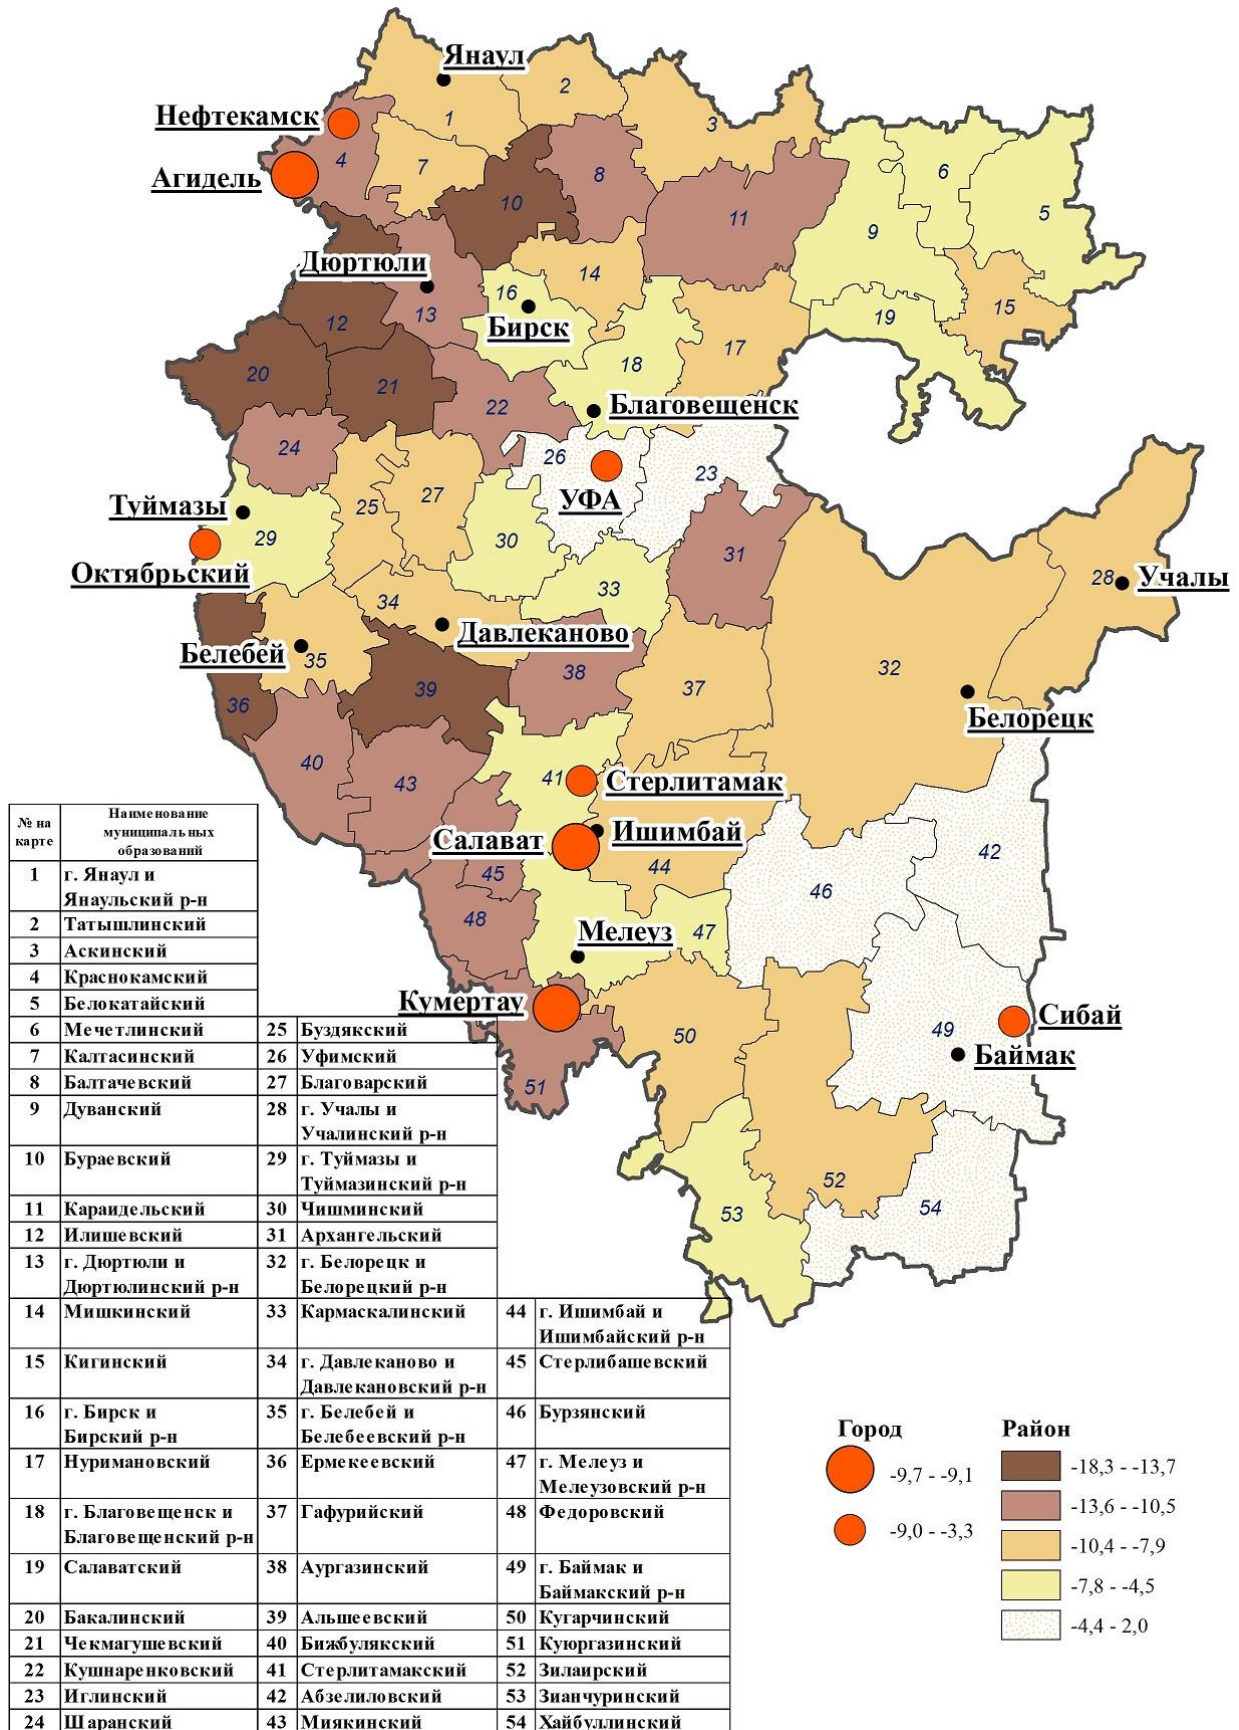 Янаул
2
1
3
Нефтекамск
4
7
8
6
Агидель
10
11
9
5
Дюртюли
14
16
15
12
13
19
Бирск
17
18
20
21
22
Благовещенск
24
26
23
УФА
25
27
Туймазы
29
30
31
Октябрьский
28
Учалы
33
34
Давлеканово
Белебей
35
32
38
39
37
36
Белорецк
40
43
41
Стерлитамак
Ишимбай
Салават
42
44
45
46
48
Мелеуз
47
Кумертау
Сибай
50
49
Баймак
51
52
53
54
№ на карте
Наименование муниципальных образований
1 г. Янаул и
Янаульский р-н
2 Татышлинский
3 Аскинский
4 Краснокамский
5 Белокатайский
6 Мечетлинский 25 Буздякский
7 Калтасинский 26 Уфимский
8 Балтачевский 27 Благоварский
9 Дуванский 28 г. Учалы и
Учалинский р-н
10 Бураевский 29 г. Туймазы и
Туймазинский р-н
11 Караидельский 30 Чишминский
12 Илишевский 31 Архангельский
13 г. Дюртюли и 32 г. Белорецк и
Дюртюлинский р-н Белорецкий р-н
14 Мишкинский 33 Кармаскалинский 44 г. Ишимбай и
Ишимбайский р-н
15 Кигинский 34 г. Давлеканово и 45 Стерлибашевский
Давлекановский р-н
16 г. Бирск и 35 г. Белебей и 46 Бурзянский
Бирский р-н Белебеевский р-н
17 Нуримановский 36 Ермекеевский 47 г. Мелеуз и
Мелеузовский р-н
18 г. Благовещенск и 37 Гафурийский 48 Федоровский
Благовещенский р-н
19 Салаватский 38 Аургазинский 49 г. Баймак и
Баймакский р-н
20 Бакалинский 39 Альшеевский 50 Кугарчинский
21 Чекмагушевский 40 Бижбулякский 51 Куюргазинский
22 Кушнаренковский 41 Стерлитамакский 52 Зилаирский
23 Иглинский 42 Абзелиловский 53 Зианчуринский
24 Шаранский 43 Миякинский 54 Хайбуллинский
Город
-9,7 - -9,1
-9,0 - -3,3
Район
-18,3 - -13,7
-13,6 - -10,5
-10,4 - -7,9
-7,8 - -4,5
-4,4 - 2,0